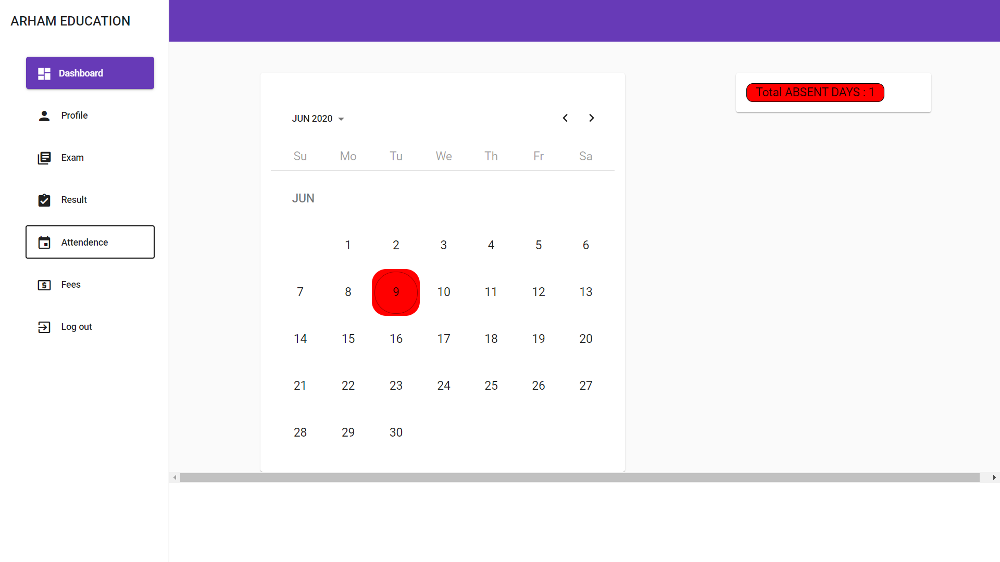 ARHAM EDUCATION
Dashboard
Profile
Exam
Result
Attendence
Fees
Log out
JUN 2020
Su Mo Tu We Th Fr Sa
JUN
1 2 3 4 5 6
7 8 9 10 11 12 13
14 15 16 17 18 19 20
21 22 23 24 25 26 27
28 29 30
Total ABSENT DAYS : 1